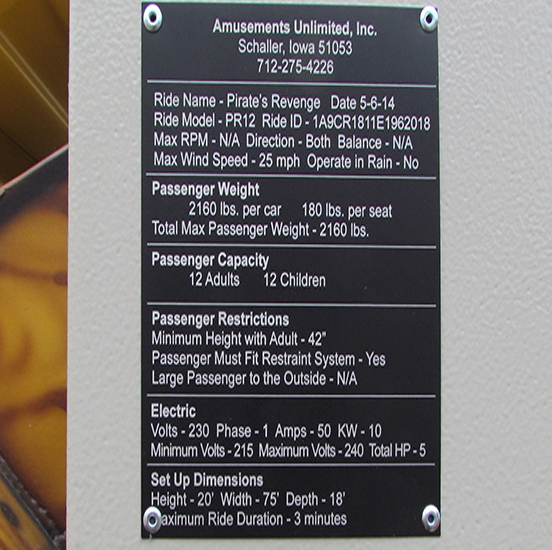 Amusements Unlimited, Inc.
Schaller, Iowa 51053
712-275-4226
Ride Name - Pirate's Revenge Date 5-6-14
Ride Model - PR12 Ride ID - 1A9CR1811E1962018
Max RPM - N/A Direction - Both Balance - N/A
Max Wind Speed - 25 mph Operate in Rain - No
Passenger Weight
2160 lbs. per car 180 lbs. per seat
Total Max Passenger Weight - 2160 lbs.
Passenger Capacity
12 Adults 12 Children
Passenger Restrictions
Minimum Height with Adult - 42"
Passenger Must Fit Restraint System - Yes
Large Passenger to the Outside - N/A
Electric
Volts - 230 Phase - 1 Amps - 50 KW - 10
Minimum Volts - 215 Maximum Volts - 240 Total HP - 5
Set Up Dimensions
Height - 20' Width - 75' Depth - 18'
Maximum Ride Duration - 3 minutes